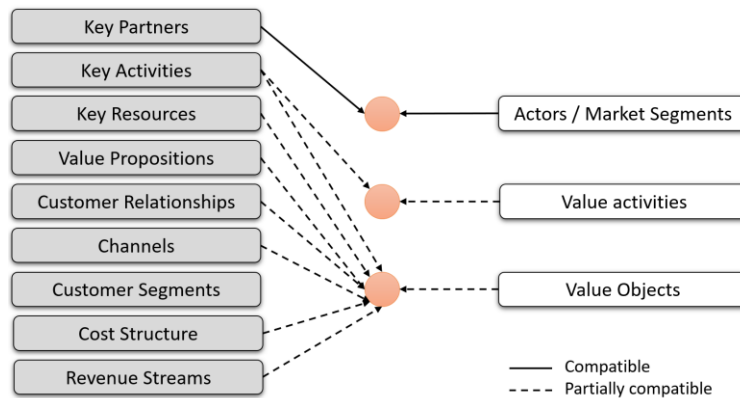 Key Partners
Key Activities
Key Resources
Value Propositions
Customer Relationships
Channels
Customer Segments
Cost Structure
Revenue Streams
Actors / Market Segments
Value activities
Value Objects
Compatible
Partially compatible